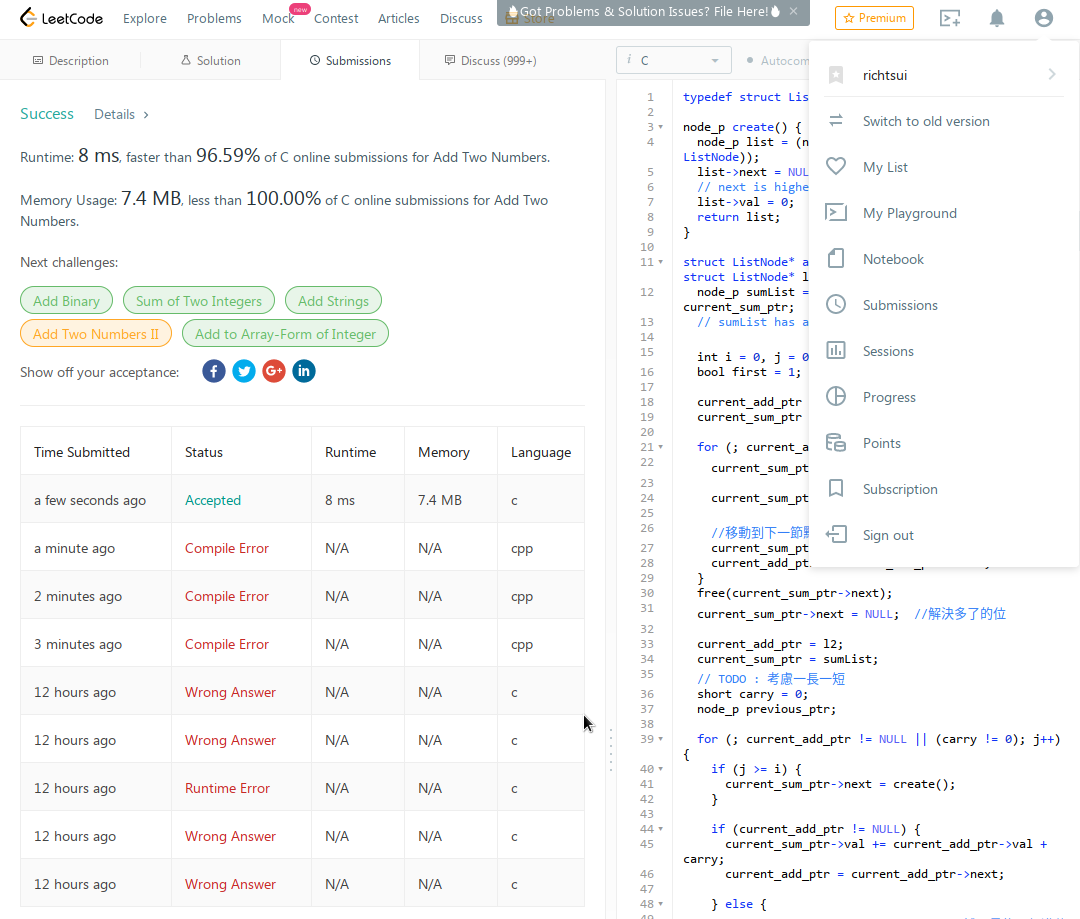 LeetCode Explore Problems Mock new Contest Articles Discuss Store
🔥Got Problems & Solution Issues? File Here!🔥 ×
Premium
Description Solution Submissions Discuss (999+)
Success Details >
Runtime: 8 ms, faster than 96.59% of C online submissions for Add Two Numbers.
Memory Usage: 7.4 MB, less than 100.00% of C online submissions for Add Two
Numbers.
Next challenges:
Add Binary Sum of Two Integers Add Strings
Add Two Numbers II Add to Array-Form of Integer
Show off your acceptance: f G+ in
Time Submitted Status Runtime Memory Language
a few seconds ago Accepted 8 ms 7.4 MB c
a minute ago Compile Error N/A N/A cpp
2 minutes ago Compile Error N/A N/A cpp
3 minutes ago Compile Error N/A N/A cpp
12 hours ago Wrong Answer N/A N/A c
12 hours ago Wrong Answer N/A N/A c
12 hours ago Runtime Error N/A N/A c
12 hours ago Wrong Answer N/A N/A c
12 hours ago Wrong Answer N/A N/A c
i C Autocom
1 typedef struct Lis
2
3 node_p create() {
4 node_p list = (n
ListNode));
5 list->next = NUL
6 // next is highe
7 list->val = 0;
8 return list;
9 }
10
11 struct ListNode* a
struct ListNode* l
12 node_p sumList =
current_sum_ptr;
13 // sumList has a
14
15 int i = 0, j = 0
16 bool first = 1;
17
18 current_add_ptr
19 current_sum_ptr
20
21 for (; current_a
22 current_sum_pt
23
24 current_sum_pt
25
26 //移動到下一節
27 current_sum_pt
28 current_add_pt
29 }
30 free(current_sum_ptr->next);
31 current_sum_ptr->next = NULL; //解決多了的位
32
33 current_add_ptr = l2;
34 current_sum_ptr = sumList;
35 // TODO : 考慮一長一短
36 short carry = 0;
37 node_p previous_ptr;
38
39 for (; current_add_ptr != NULL || (carry != 0); j++)
{
40 if (j >= i) {
41 current_sum_ptr->next = create();
42 }
43
44 if (current_add_ptr != NULL) {
45 current_sum_ptr->val += current_add_ptr->val +
carry;
46 current_add_ptr = current_add_ptr->next;
47
48 } else {
49
richtsui
Switch to old version
My List
My Playground
Notebook
Submissions
Sessions
Progress
Points
Subscription
Sign out